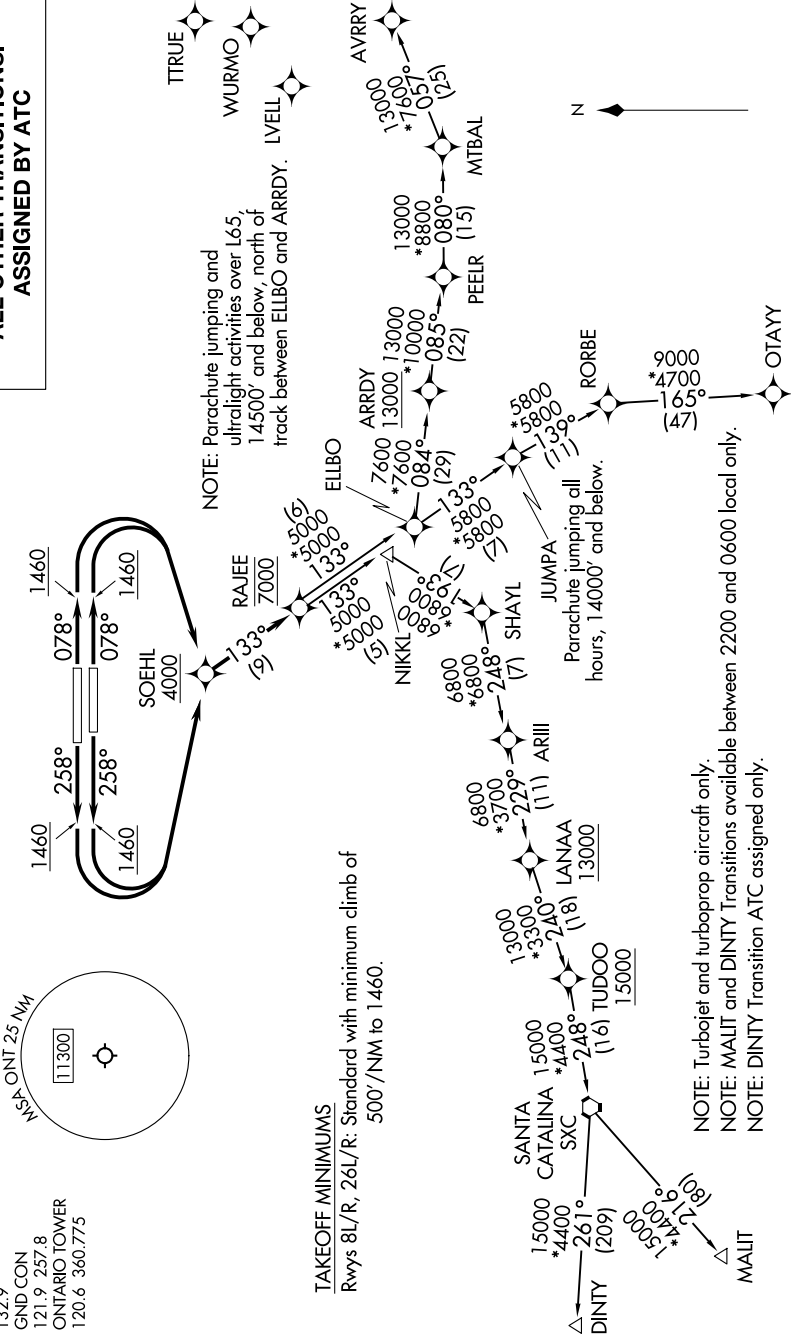 132.9
GND CON
121.9 257.8
ONTARIO TOWER
120.6 360.775
MSA ONT 25 NM
11300
ASSIGNED BY ATC
TTRUE
WURMO
LVELL
AVRRY
1460
1460
1460
1460
258°
258°
078°
078°
SOEHL
4000
133°
(9)
RAJEE
7000
NOTE: Parachute jumping and
ultralight activities over L65,
14500' and below, north of
track between ELLBO and ARRDY.
(6)
5000
*5000
133°
133°
5000
*5000
(5)
NIKKL
ELLBO
7600
*7600
084°
(29)
ARRDY
13000
13000
*10000
085°
(22)
PEELR
13000
*8800
080°
(15)
MTBAL
13000
*7600
057°
(25)
N
133°
*5800
5800
(7)
JUMPA
Parachute jumping all
hours, 14000' and below.
5800
*5800
139°
(11)
RORBE
9000
*4700
165°
(47)
OTAYY
(7)
193°
*6800
6800
SHAYL
6800
*6800
248°
(7)
ARIII
6800
*3700
229°
(11)
LANAA
13000
13000
*3300
240°
(18)
TUDOO
15000
15000
*4400
248°
(16)
SANTA
CATALINA
SXC
15000
*4400
261°
(209)
DINTY
15000
*4400
216°
(80)
MALIT
TAKEOFF MINIMUMS
Rwys 8L/R, 26L/R: Standard with minimum climb of
500'/NM to 1460.
NOTE: Turbojet and turboprop aircraft only.
NOTE: MALIT and DINTY Transitions available between 2200 and 0600 local only.
NOTE: DINTY Transition ATC assigned only.